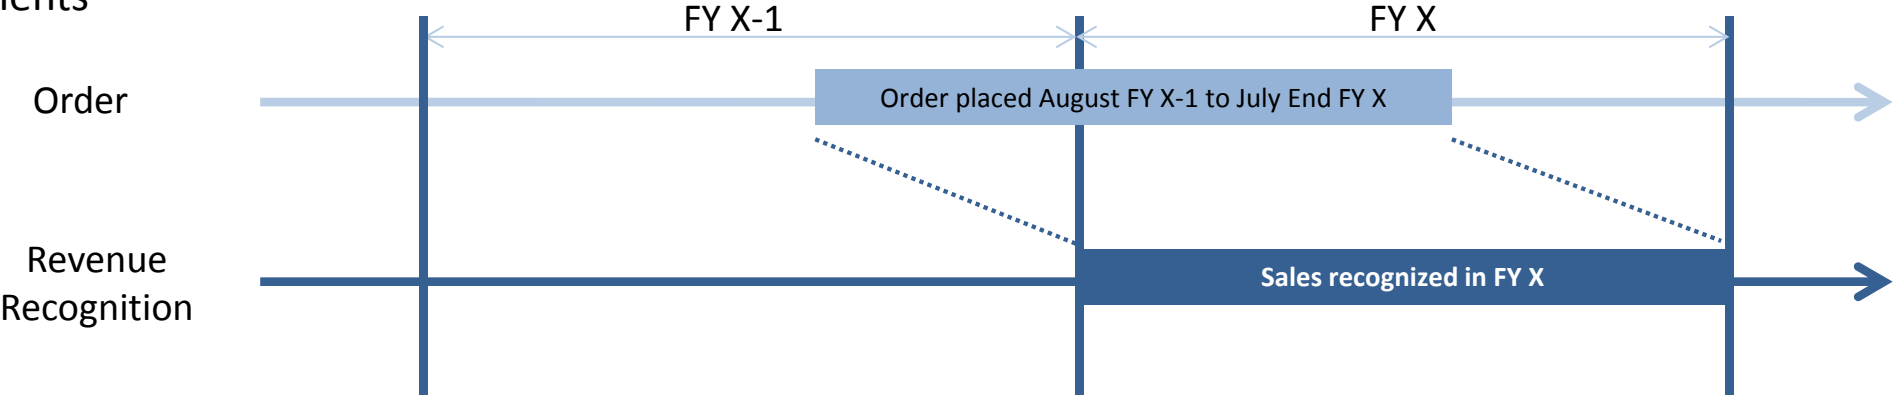 FY X-1
FY X
Order
Order placed August FY X-1 to July End FY X
Revenue
Recognition
Sales recognized in FY X